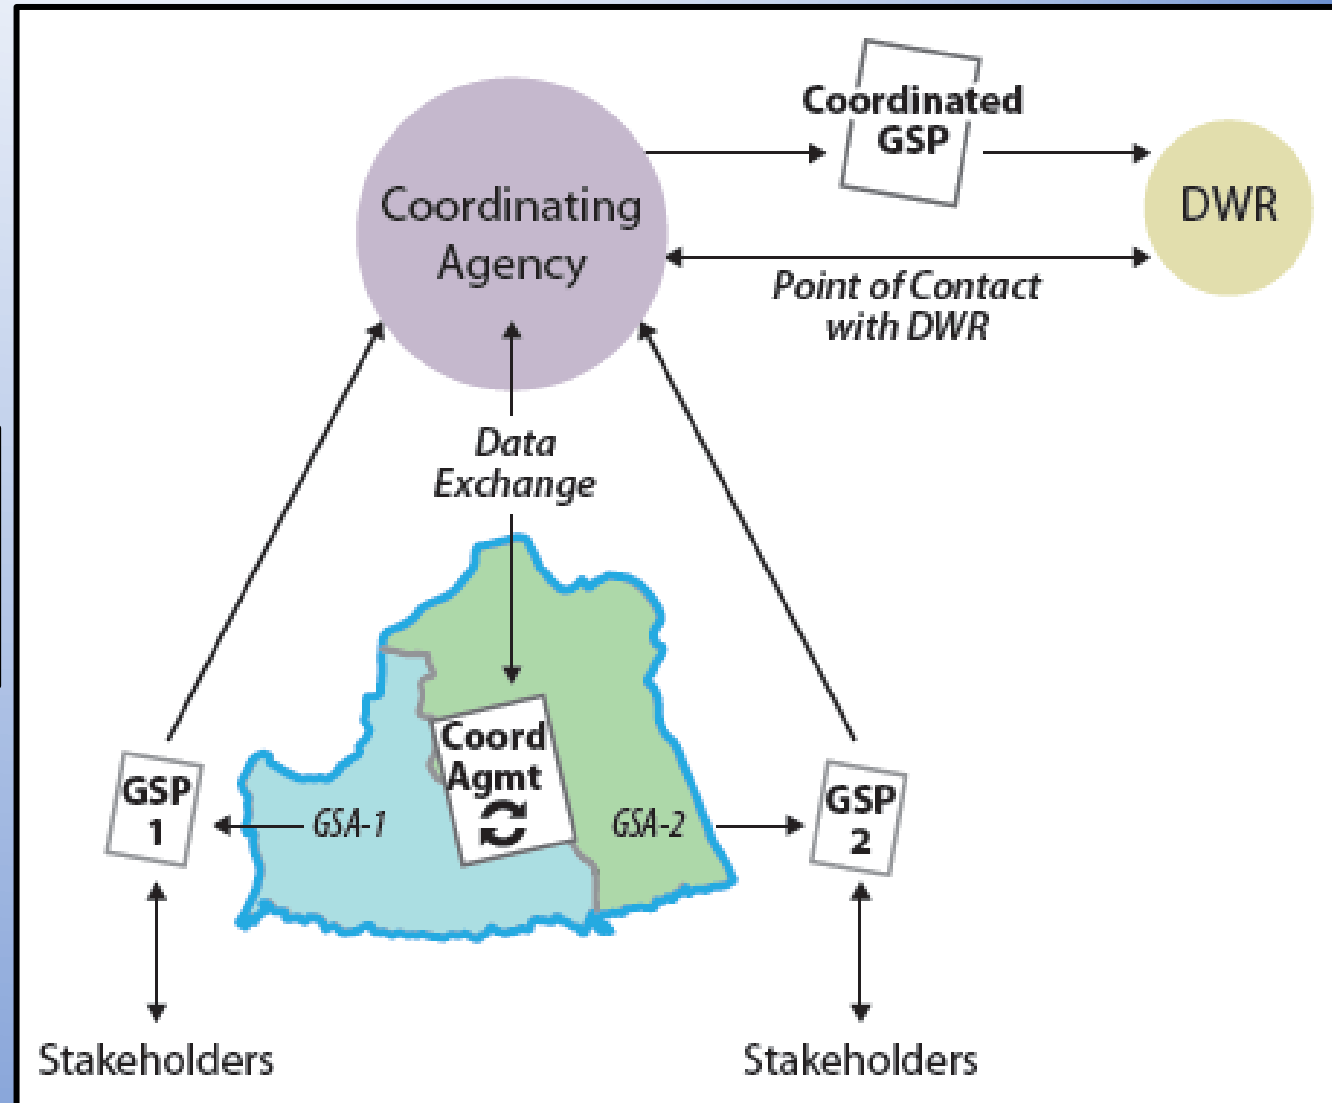 Coordinated
GSP
DWR
Coordinating
Agency
Point of Contact
with DWR
Data
Exchange
Coord
Agmt
GSP
1
GSA-1
GSA-2
GSP
2
Stakeholders
Stakeholders